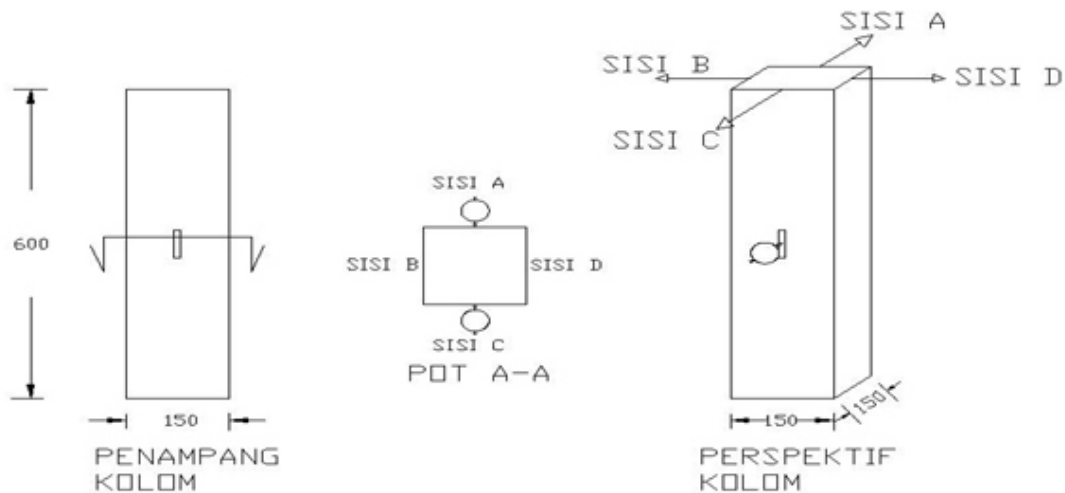 600
150
PENAMPANG
KOLOM
SISI A
SISI B
SISI D
SISI C
POT A-A
SISI A
SISI B
SISI D
SISI C
150
150
PERSPEKTIF
KOLOM